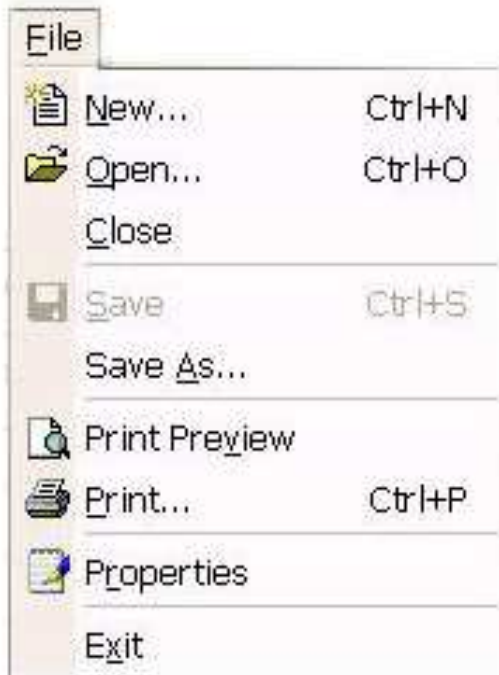 File
New... Ctrl+N
Open... Ctrl+O
Close
Save Ctrl+S
Save As...
Print Preview
Print... Ctrl+P
Properties
Exit